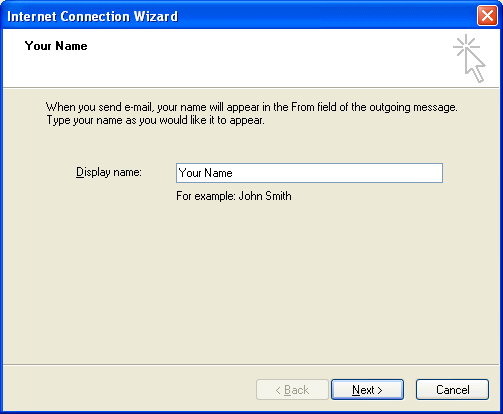 Internet Connection Wizard
Your Name
When you send e-mail, your name will appear in the From field of the outgoing message.
Type your name as you would like it to appear.
Display name: Your Name
For example: John Smith
< Back Next > Cancel